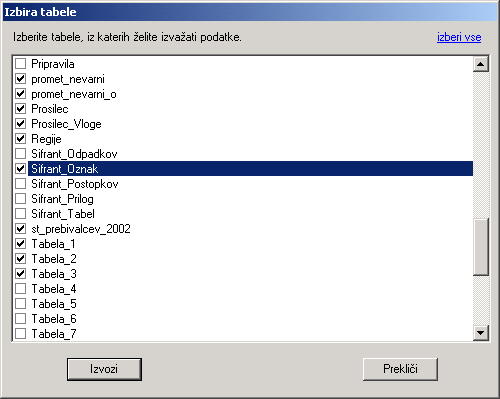 Izbira tabele
Izberite tabele, iz katerih želite izvažati podatke.
izberi vse
Pripravila
promet_nevarni
promet_nevarni_o
Prosilec
Prosilec_Vloge
Regije
Sifrant_Odpadkov
Sifrant_Oznak
Sifrant_Postopkov
Sifrant_Prilog
Sifrant_Tabel
st_prebivalcev_2002
Tabela_1
Tabela_2
Tabela_3
Tabela_4
Tabela_5
Tabela_6
Tabela_7
Izvozi
Prekliči